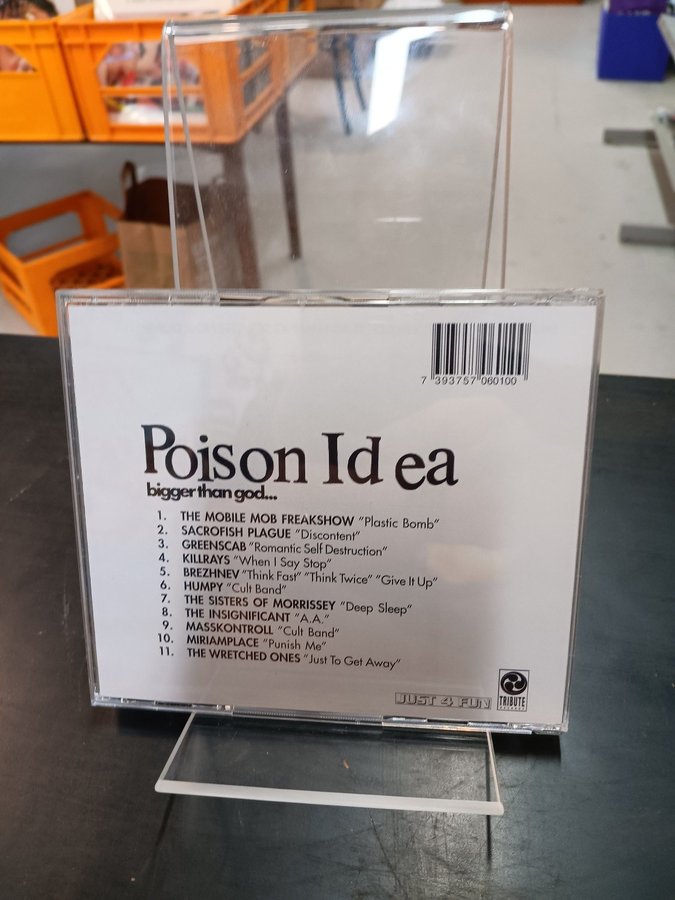 7 393757 060100
Poison Idea
bigger than god...
1. THE MOBILE MOB FREAKSHOW "Plastic Bomb"
2. SACROFISH PLAGUE "Discontent"
3. GREENSCAB "Romantic Self Destruction"
4. KILLRAYS "When I Say Stop"
5. BREZHNEV "Think Fast" "Think Twice" "Give It Up"
6. HUMPY "Cult Band"
7. THE SISTERS OF MORRISSEY "Deep Sleep"
8. THE INSIGNIFICANT "A.A."
9. MASSKONTROLL "Cult Band"
10. MIRIAMPLACE "Punish Me"
11. THE WRETCHED ONES "Just To Get Away"
JUST 4 FUN
TRIBUTE